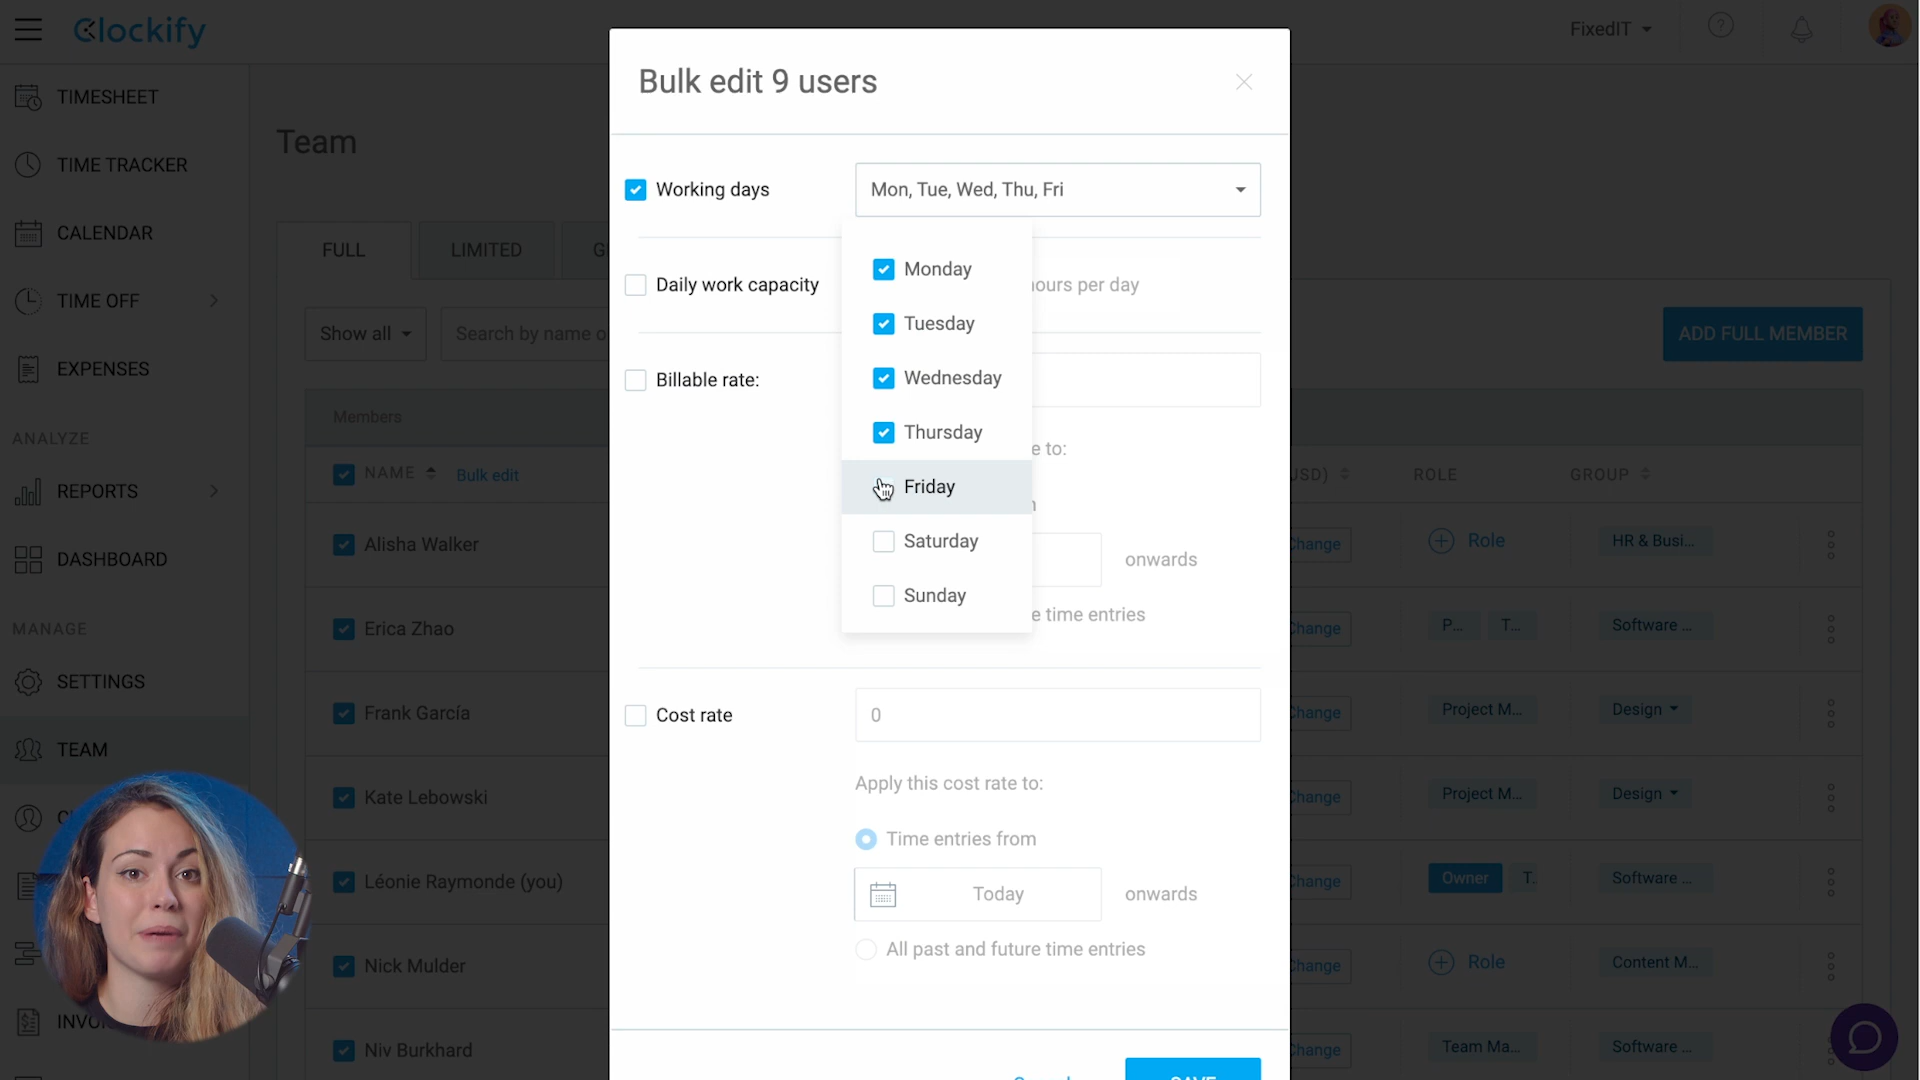 Clockify
FixedIT
TIMESHEET
TIME TRACKER
CALENDAR
TIME OFF
EXPENSES
ANALYZE
REPORTS
DASHBOARD
MANAGE
SETTINGS
TEAM
Team
FULL
LIMITED
Show all
Search by name o
ADD FULL MEMBER
Members
NAME
Bulk edit
ROLE
GROUP
Alisha Walker
Change
Role
HR & Busi...
Erica Zhao
Change
P...
T...
Software ...
Frank García
Change
Project M...
Design
Kate Lebowski
Change
Project M...
Design
Léonie Raymonde (you)
Change
Owner
T.
Software ...
Nick Mulder
Change
Role
Content M...
Niv Burkhard
Change
Team Ma...
Software ...
Bulk edit 9 users
Working days
Mon, Tue, Wed, Thu, Fri
Monday
Tuesday
Wednesday
Thursday
Friday
Saturday
Sunday
Daily work capacity
hours per day
Billable rate:
e to:
onwards
e time entries
Cost rate
0
Apply this cost rate to:
Time entries from
Today
onwards
All past and future time entries
SAVE